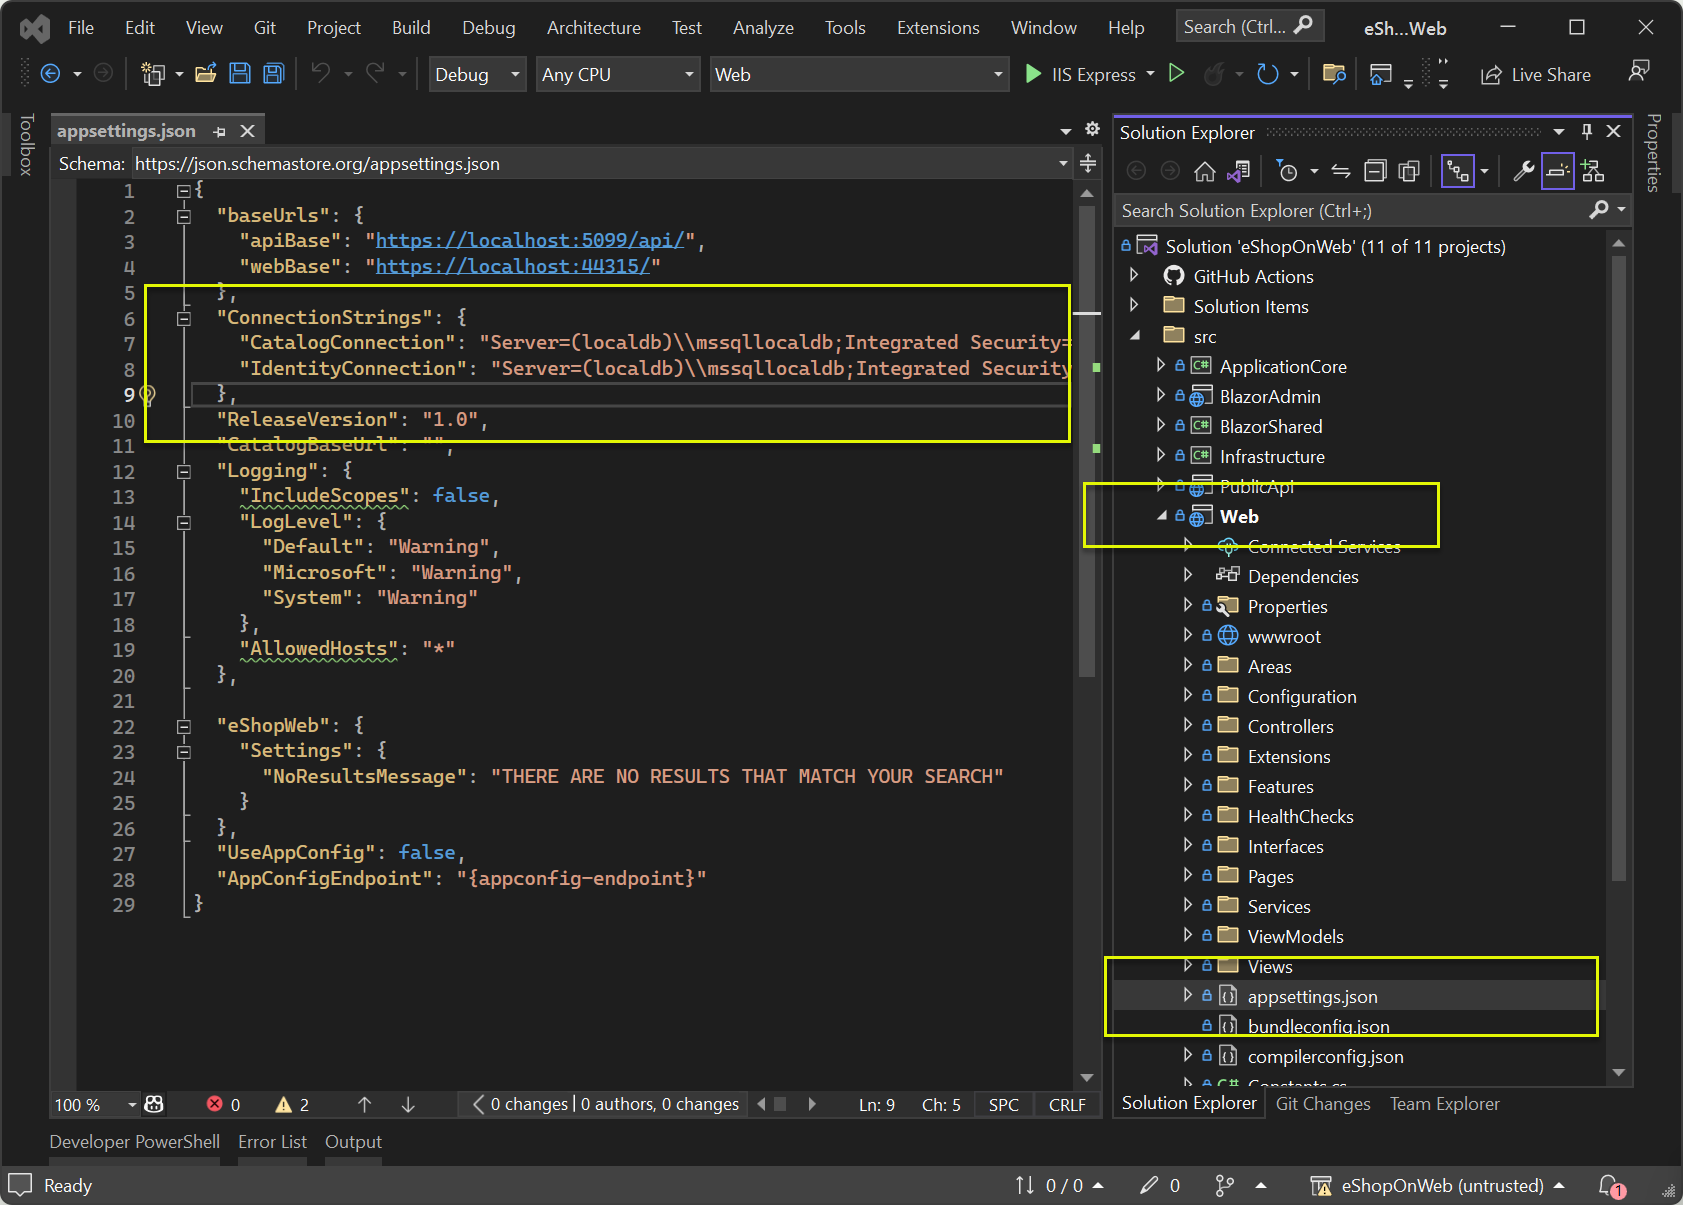 File Edit View Git Project Build Debug Architecture Test Analyze Tools Extensions Window Help Search (Ctrl... eSh...Web
Debug Any CPU Web IIS Express Live Share
Toolbox
appsettings.json
Schema: https://json.schemastore.org/appsettings.json
1 {
2 "baseUrls": {
3 "apiBase": "https://localhost:5099/api/",
4 "webBase": "https://localhost:44315/"
5 },
6 "ConnectionStrings": {
7 "CatalogConnection": "Server=(localdb)\\mssqllocaldb;Integrated Security=
8 "IdentityConnection": "Server=(localdb)\\mssqllocaldb;Integrated Security
9 },
10 "ReleaseVersion": "1.0",
11 "CatalogBaseUrl": "",
12 "Logging": {
13 "IncludeScopes": false,
14 "LogLevel": {
15 "Default": "Warning",
16 "Microsoft": "Warning",
17 "System": "Warning"
18 },
19 "AllowedHosts": "*"
20 },
21
22 "eShopWeb": {
23 "Settings": {
24 "NoResultsMessage": "THERE ARE NO RESULTS THAT MATCH YOUR SEARCH"
25 }
26 },
27 "UseAppConfig": false,
28 "AppConfigEndpoint": "{appconfig-endpoint}"
29 }
100 % 0 2 0 changes | 0 authors, 0 changes Ln: 9 Ch: 5 SPC CRLF
Solution Explorer
Search Solution Explorer (Ctrl+;)
Solution 'eShopOnWeb' (11 of 11 projects)
GitHub Actions
Solution Items
src
C# ApplicationCore
BlazorAdmin
C# BlazorShared
C# Infrastructure
PublicApi
Web
Connected Services
Dependencies
Properties
wwwroot
Areas
Configuration
Controllers
Extensions
Features
HealthChecks
Interfaces
Pages
Services
ViewModels
Views
appsettings.json
bundleconfig.json
compilerconfig.json
C# Constants.cs
Solution Explorer Git Changes Team Explorer
Properties
Developer PowerShell Error List Output
Ready 0 / 0 0 eShopOnWeb (untrusted) 1